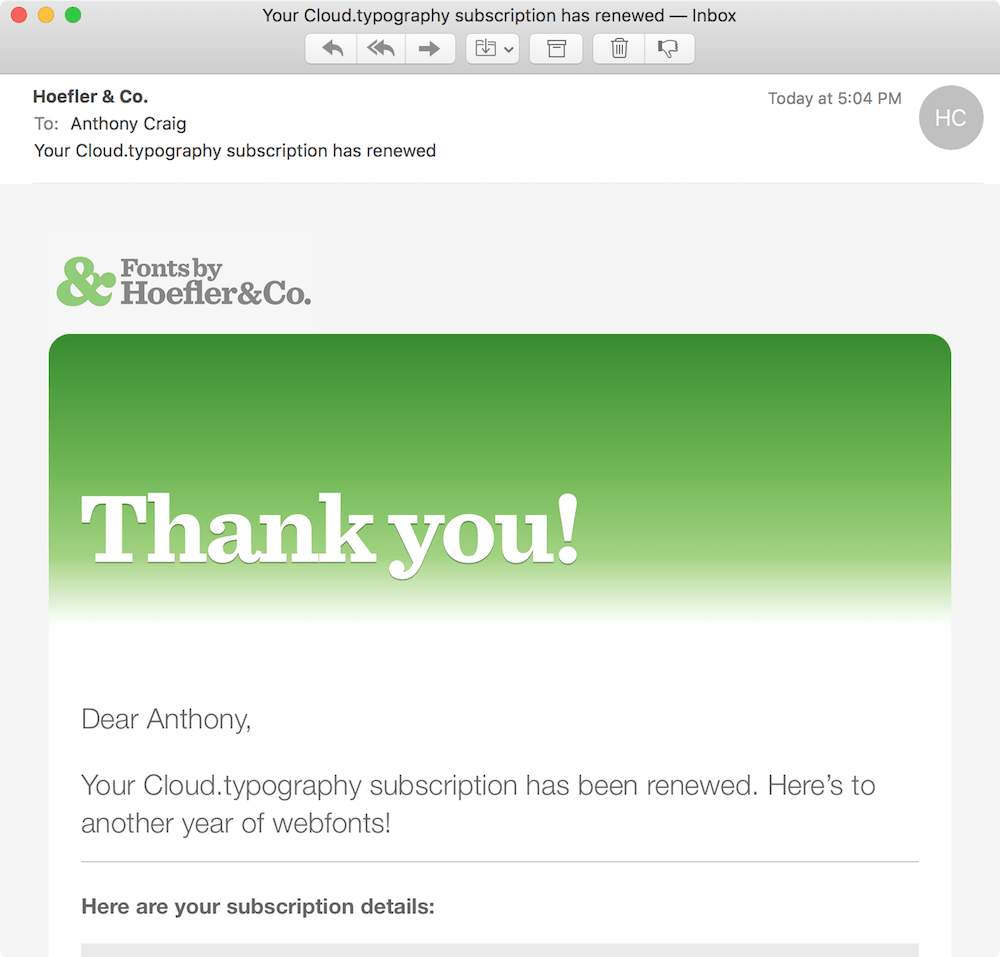 Your Cloud.typography subscription has renewed — Inbox
Hoefler & Co.
Today at 5:04 PM
HC
To: Anthony Craig
Your Cloud.typography subscription has renewed
& Fonts by
Hoefler&Co.
Thank you!
Dear Anthony,
Your Cloud.typography subscription has been renewed. Here’s to
another year of webfonts!
Here are your subscription details: